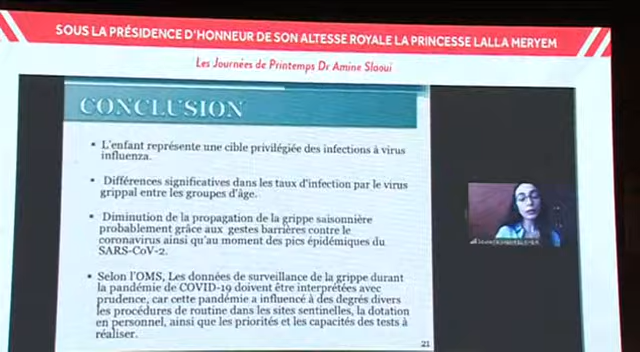 SOUS LA PRÉSIDENCE D'HONNEUR DE SON ALTESSE ROYALE LA PRINCESSE LALLA MERYEM
Les Journées de Printemps Dr Amine Slaoui
CONCLUSION
▪ L'enfant représente une cible privilégiée des infections à virus
influenza.
▪ Différences significatives dans les taux d'infection par le virus
grippal entre les groupes d'âge.
▪ Diminution de la propagation de la grippe saisonnière
probablement grâce aux gestes barrières contre le
coronavirus ainsi qu'au moment des pics épidémiques du
SARS-CoV-2.
▪ Selon l'OMS, Les données de surveillance de la grippe durant
la pandémie de COVID-19 doivent être interprétées avec
prudence, car cette pandémie a influencé à des degrés divers
les procédures de routine dans les sites sentinelles, la dotation
en personnel, ainsi que les priorités et les capacités des tests à
réaliser.
21